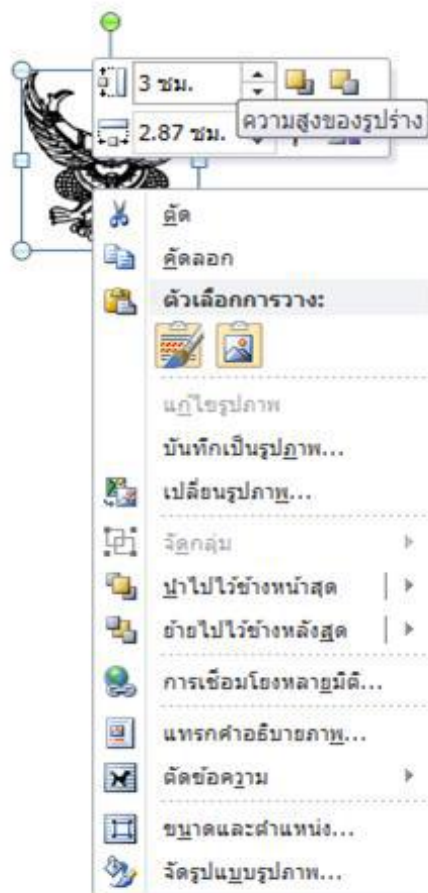 3 ซม.
2.87 ซม.
ความสูงของรูปร่าง
ตัด
คัดลอก
ตัวเลือกการวาง:
แก้ไขรูปภาพ
บันทึกเป็นรูปภาพ...
เปลี่ยนรูปภาพ...
จัดกลุ่ม
นำไปไว้ข้างหน้าสุด
ย้ายไปไว้ข้างหลังสุด
การเชื่อมโยงหลายมิติ...
แทรกคำอธิบายภาพ...
ตัดข้อความ
ขนาดและตำแหน่ง...
จัดรูปแบบรูปภาพ...